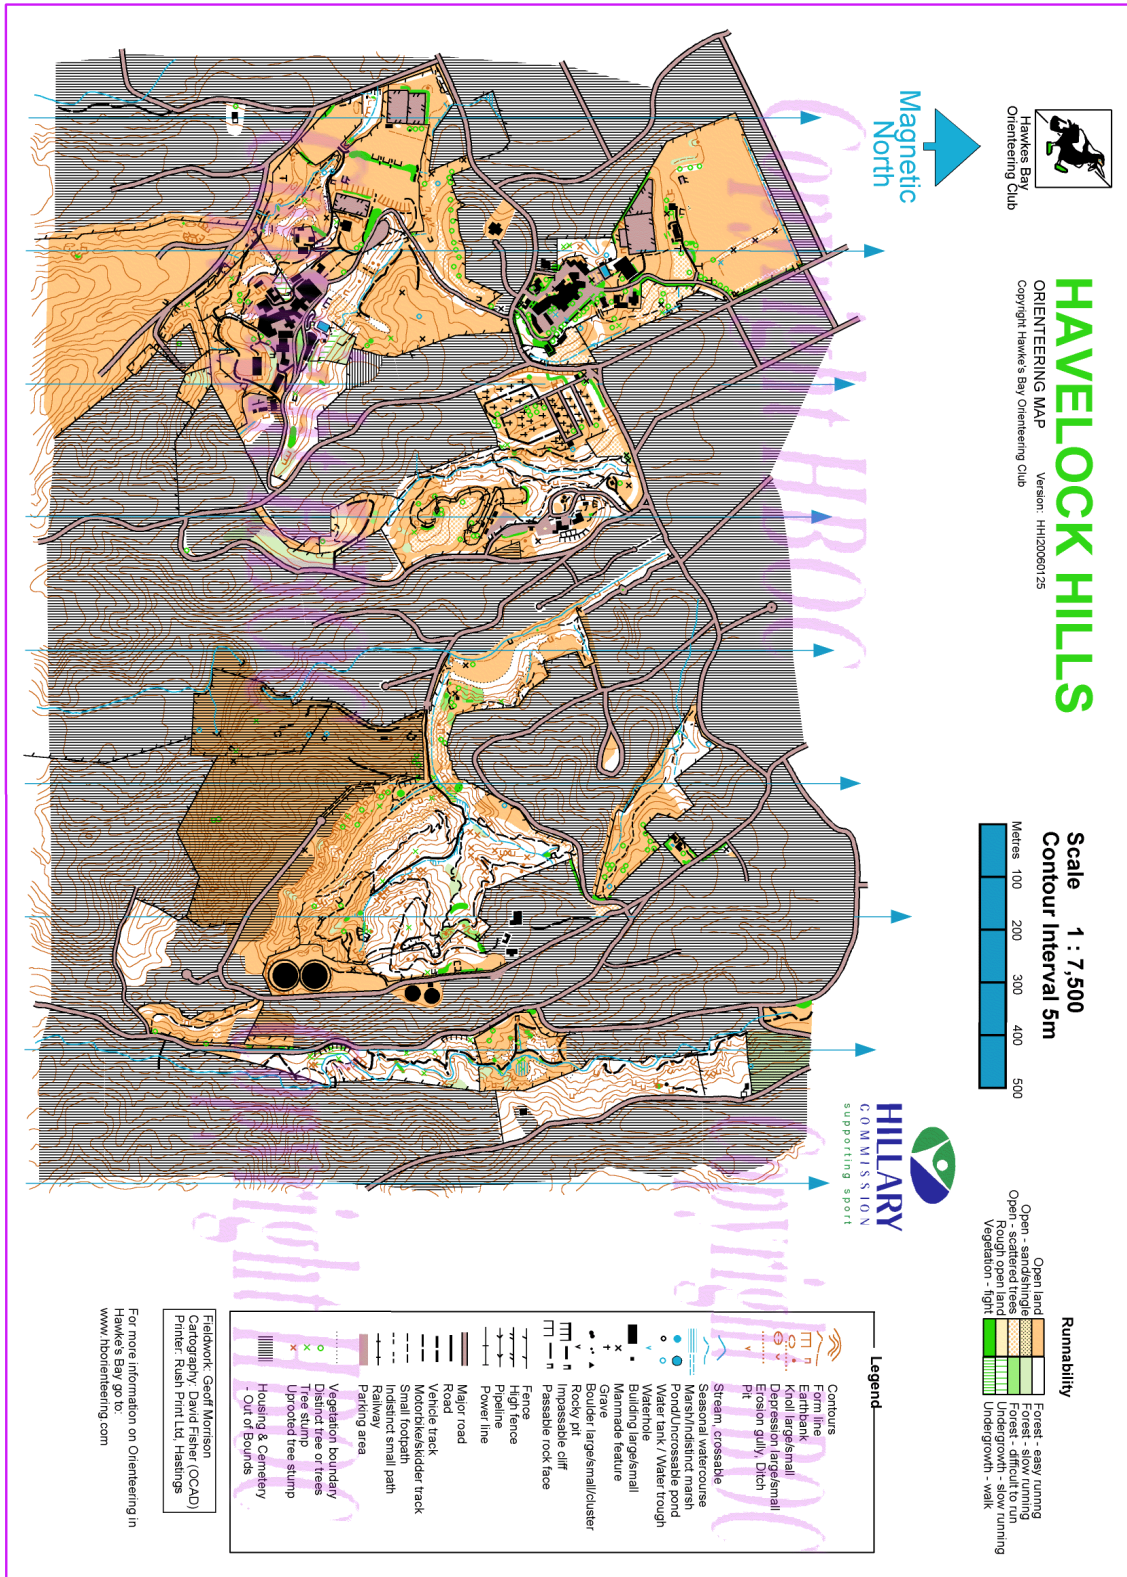 Hawkes Bay
Orienteering Club
Magnetic
North
HAVELOCK HILLS
ORIENTEERING MAP
Version: HHI20060125
Copyright Hawke's Bay Orienteering Club
Scale 1 : 7,500
Contour Interval 5m
Metres 100 200 300 400 500
HILLARY
COMMISSION
supporting sport
Runnability
Open land
Open - sand/shingle
Open - scattered trees
Rough open land
Vegetation - fight
Forest - easy running
Forest - slow running
Forest - difficult to run
Undergrowth - slow running
Undergrowth - walk
Legend
Contours
Form line
Earthbank
Knoll large/small
Depression large/small
Erosion gully, Ditch
Pit
Stream, crossable
Seasonal watercourse
Marsh/Indistinct marsh
Pond/Uncrossable pond
Water tank / Water trough
Waterhole
Building large/small
Manmade feature
Grave
Boulder large/small/cluster
Rocky pit
Impassable cliff
Passable rock face
Fence
High fence
Pipeline
Power line
Major road
Road
Vehicle track
Motorbike/skidder track
Small footpath
Indistinct small path
Railway
Parking area
Vegetation boundary
Distinct tree or trees
Tree stump
Uprooted tree stump
Housing & Cemetery
- Out of Bounds
Fieldwork: Geoff Morrison
Cartography: David Fisher (OCAD)
Printer: Rush Print Ltd, Hastings
For more information on Orienteering in
Hawke's Bay go to:
www.hborienteering.com
Copyright HBOC
Copyright HBOC
Copyright HBOC
Copyright HBOC